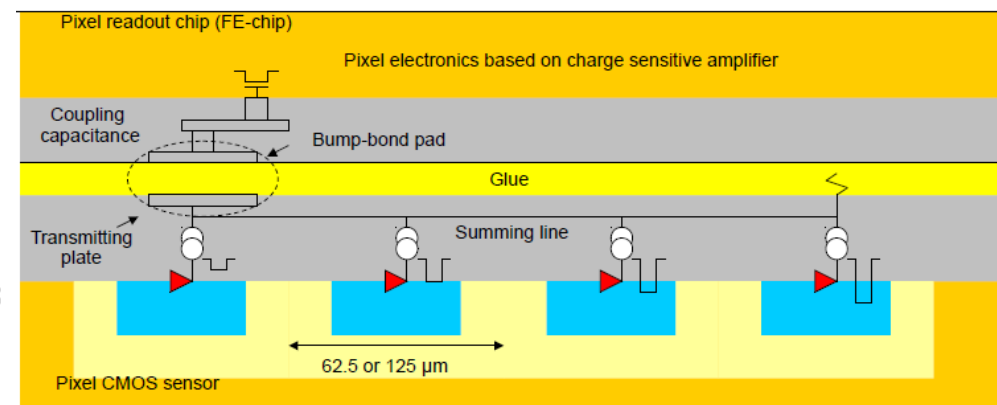 Pixel readout chip (FE-chip)
Pixel electronics based on charge sensitive amplifier
Coupling
capacitance
Bump-bond pad
Glue
Transmitting
plate
Summing line
62.5 or 125 µm
Pixel CMOS sensor